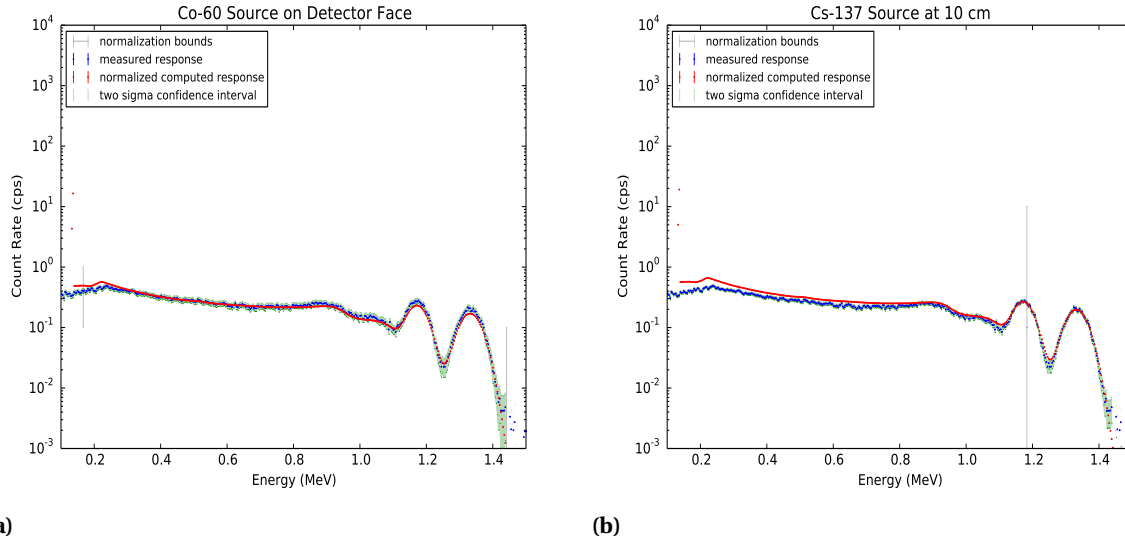 Co-60 Source on Detector Face
10^4
10^3
10^2
10^1
10^0
10^-1
10^-2
10^-3
Count Rate (cps)
normalization bounds
measured response
normalized computed response
two sigma confidence interval
0.2 0.4 0.6 0.8 1.0 1.2 1.4
Energy (MeV)
a)
Cs-137 Source at 10 cm
10^4
10^3
10^2
10^1
10^0
10^-1
10^-2
10^-3
Count Rate (cps)
normalization bounds
measured response
normalized computed response
two sigma confidence interval
0.2 0.4 0.6 0.8 1.0 1.2 1.4
Energy (MeV)
(b)